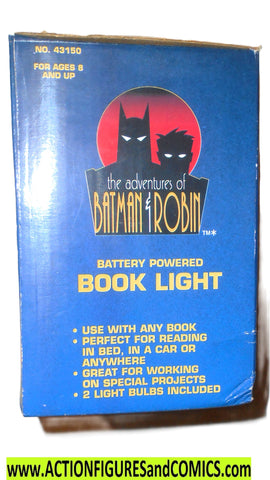 NO. 43150
FOR AGES 8
AND UP
the adventures of
BATMAN & ROBIN
TM*
BATTERY POWERED
BOOK LIGHT
• USE WITH ANY BOOK
• PERFECT FOR READING
IN BED, IN A CAR OR
ANYWHERE
• GREAT FOR WORKING
ON SPECIAL PROJECTS
• 2 LIGHT BULBS INCLUDED
www.ACTIONFIGURESandCOMICS.com